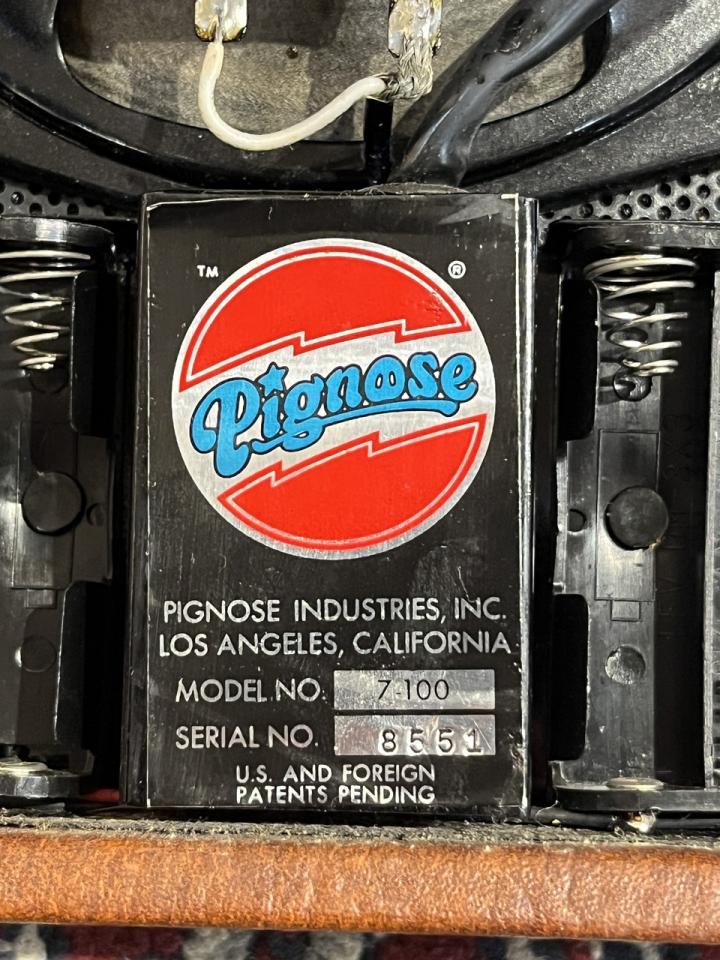 TM ®
Pignose
PIGNOSE INDUSTRIES, INC.
LOS ANGELES, CALIFORNIA
MODEL NO. 7-100
SERIAL NO. 8551
U.S. AND FOREIGN
PATENTS PENDING